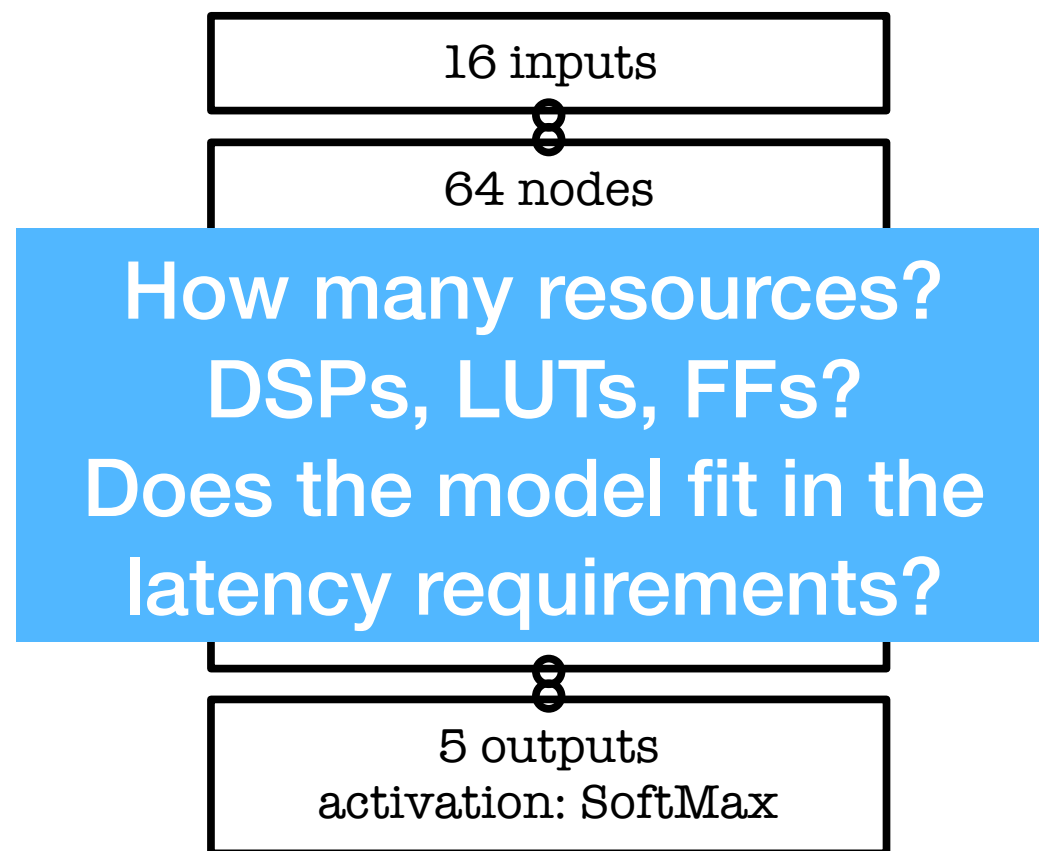 16 inputs
64 nodes
How many resources?
DSPs, LUTs, FFs?
Does the model fit in the
latency requirements?
5 outputs
activation: SoftMax